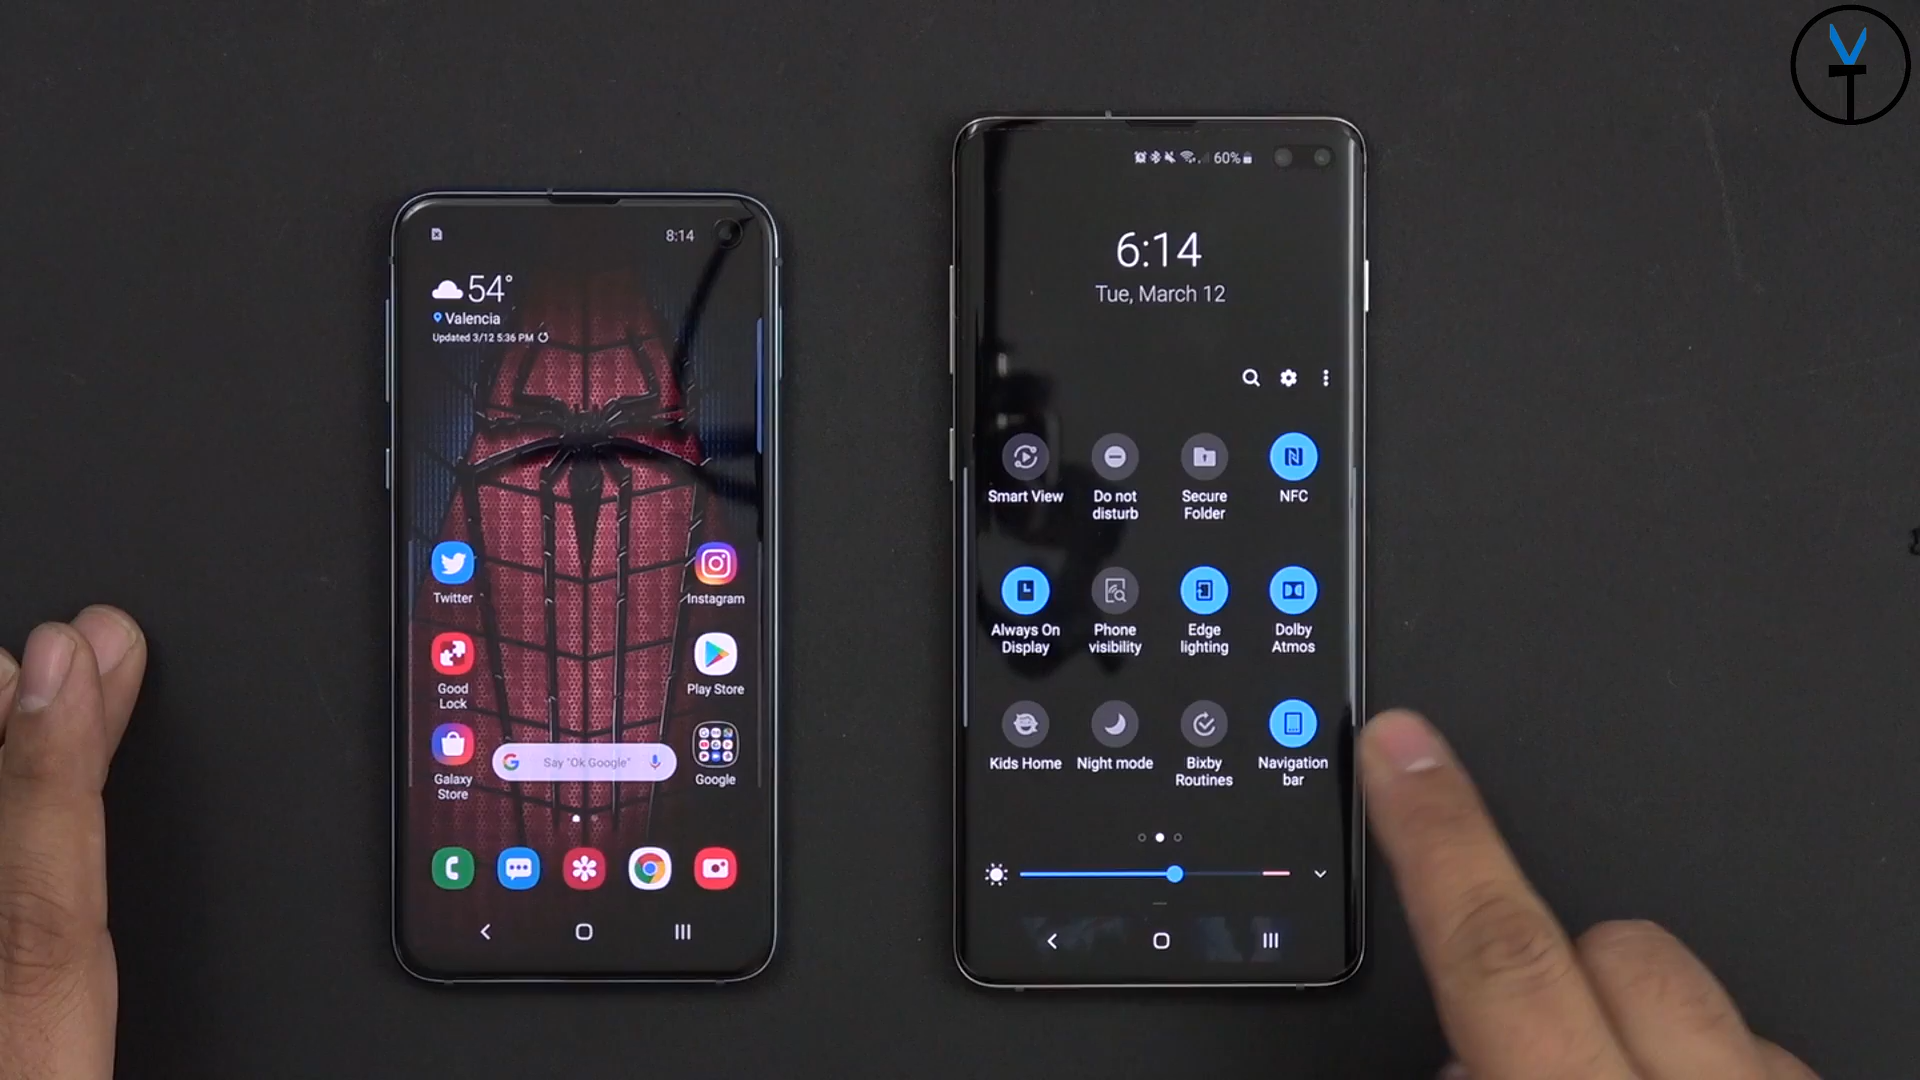 VT
8:14
54°
Valencia
Updated 3/12 5:36 PM
Twitter
Instagram
Good
Lock
Play Store
Galaxy
Store
G
Say "Ok Google"
Google
60%
6:14
Tue, March 12
Smart View
Do not
disturb
Secure
Folder
NFC
Always On
Display
Phone
visibility
Edge
lighting
Dolby
Atmos
Kids Home
Night mode
Bixby
Routines
Navigation
bar